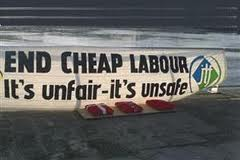 END CHEAP LABOUR
It's unfair-it's unsafe